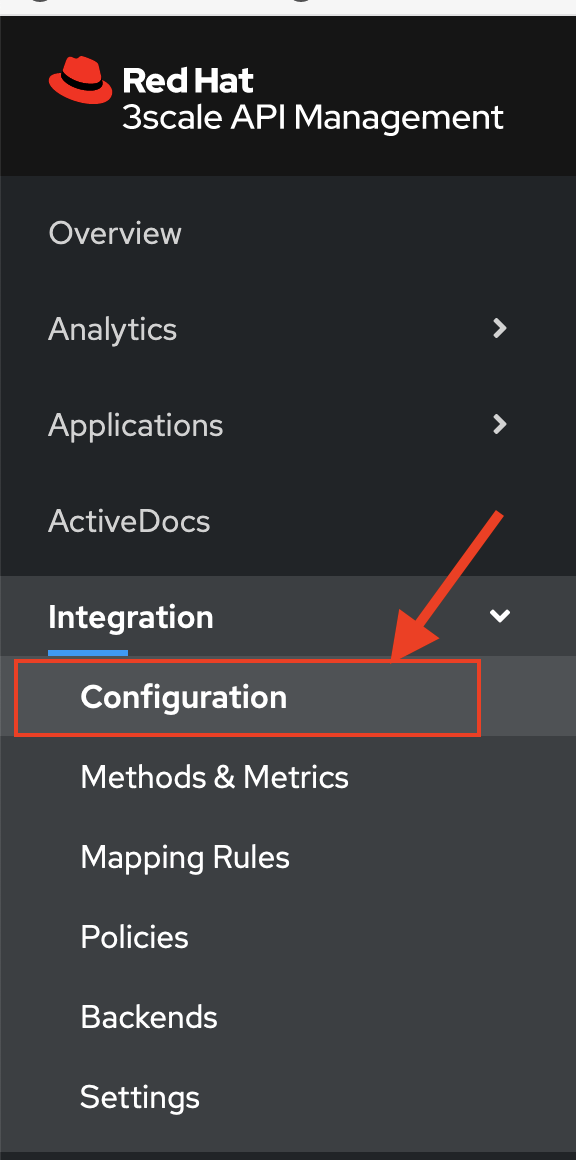 Red Hat
3scale API Management
Overview
Analytics
Applications
ActiveDocs
Integration
Configuration
Methods & Metrics
Mapping Rules
Policies
Backends
Settings